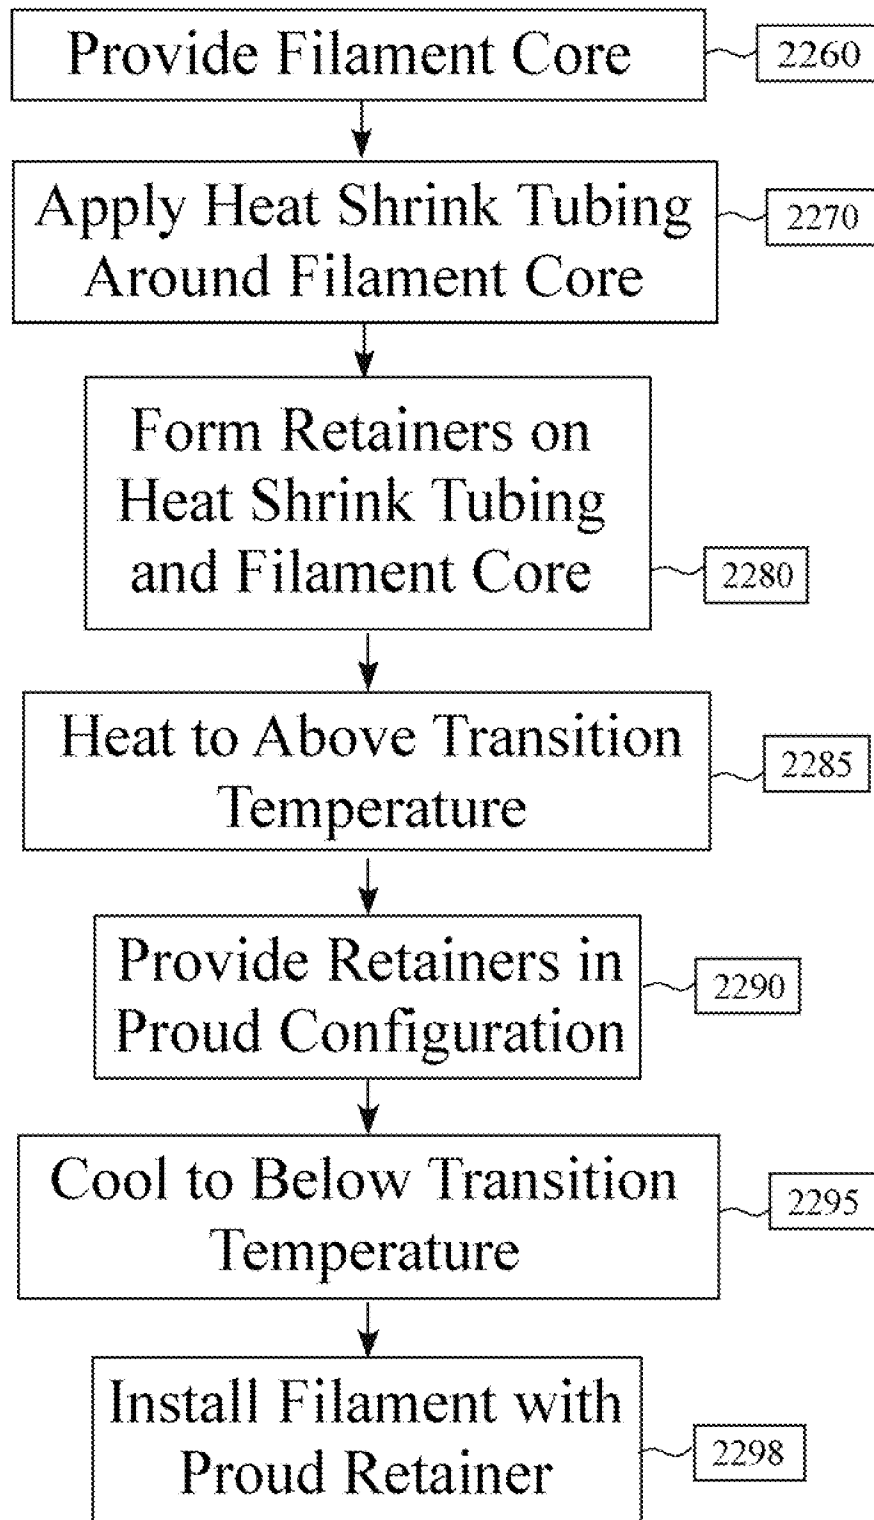 Provide Filament Core
2260
Apply Heat Shrink Tubing
Around Filament Core
2270
Form Retainers on
Heat Shrink Tubing
and Filament Core
2280
Heat to Above Transition
Temperature
2285
Provide Retainers in
Proud Configuration
2290
Cool to Below Transition
Temperature
2295
Install Filament with
Proud Retainer
2298